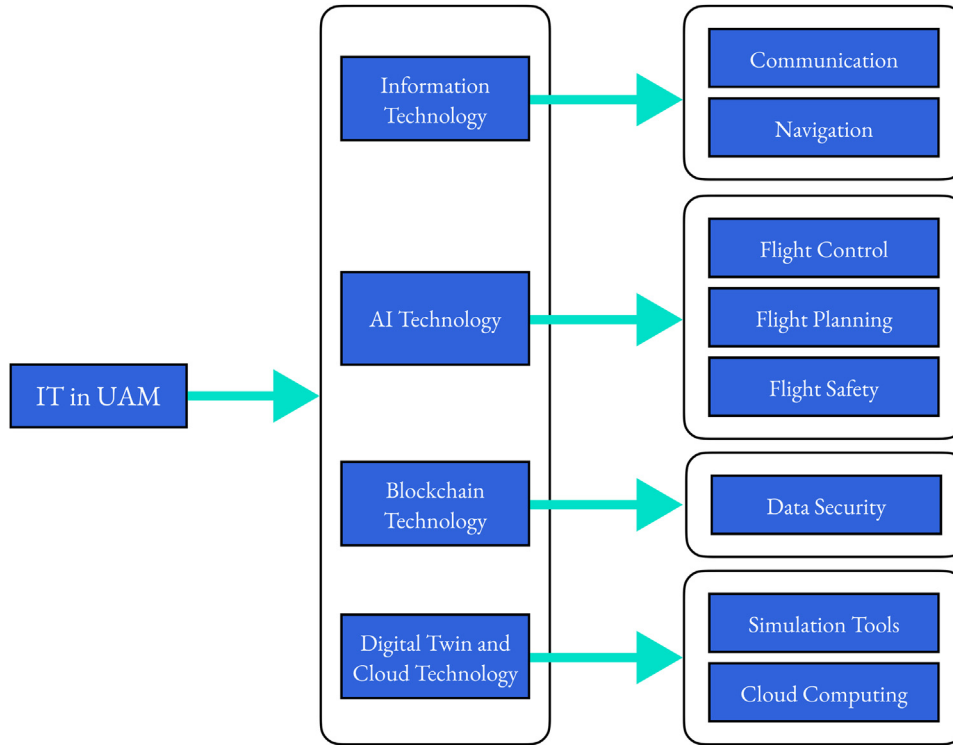 IT in UAM
Information
Technology
AI Technology
Blockchain
Technology
Digital Twin and
Cloud Technology
Communication
Navigation
Flight Control
Flight Planning
Flight Safety
Data Security
Simulation Tools
Cloud Computing